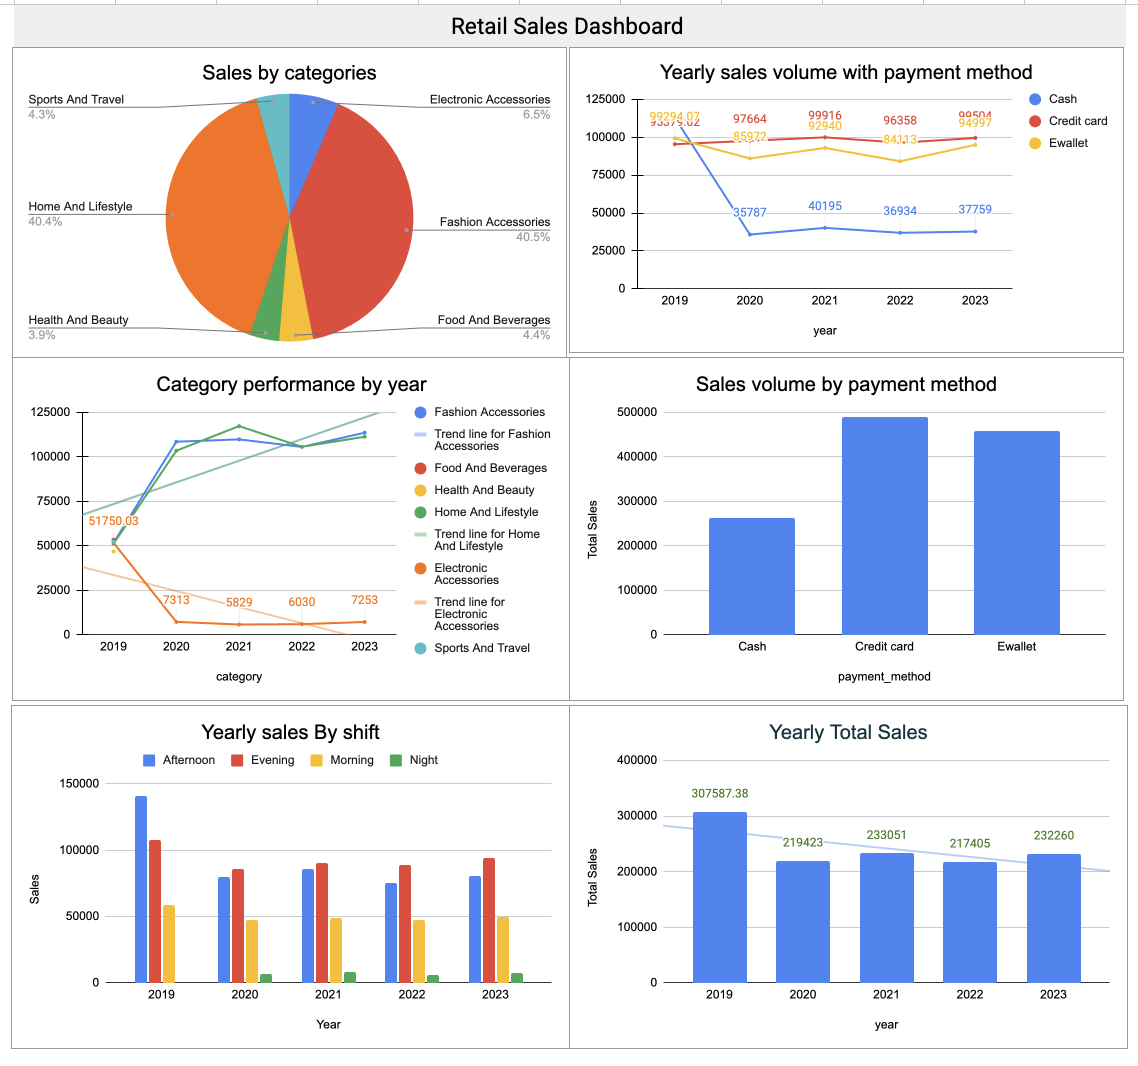 Retail Sales Dashboard
Sales by categories
Sports And Travel
4.3%
Electronic Accessories
6.5%
Home And Lifestyle
40.4%
Fashion Accessories
40.5%
Health And Beauty
3.9%
Food And Beverages
4.4%
Yearly sales volume with payment method
125000
100000
75000
50000
25000
0
99294.07
97664
99916
96358
99504
85972
92940
84113
94997
35787
40195
36934
37759
2019
2020
2021
2022
2023
year
Cash
Credit card
Ewallet
Category performance by year
125000
100000
75000
50000
25000
0
51750.03
7313
5829
6030
7253
2019
2020
2021
2022
2023
category
Fashion Accessories
Trend line for Fashion
Accessories
Food And Beverages
Health And Beauty
Home And Lifestyle
Trend line for Home
And Lifestyle
Electronic
Accessories
Trend line for
Electronic
Accessories
Sports And Travel
Sales volume by payment method
Total Sales
500000
400000
300000
200000
100000
0
Cash
Credit card
Ewallet
payment_method
Yearly sales By shift
Afternoon
Evening
Morning
Night
Sales
150000
100000
50000
0
2019
2020
2021
2022
2023
Year
Yearly Total Sales
Total Sales
400000
300000
200000
100000
0
307587.38
219423
233051
217405
232260
2019
2020
2021
2022
2023
year